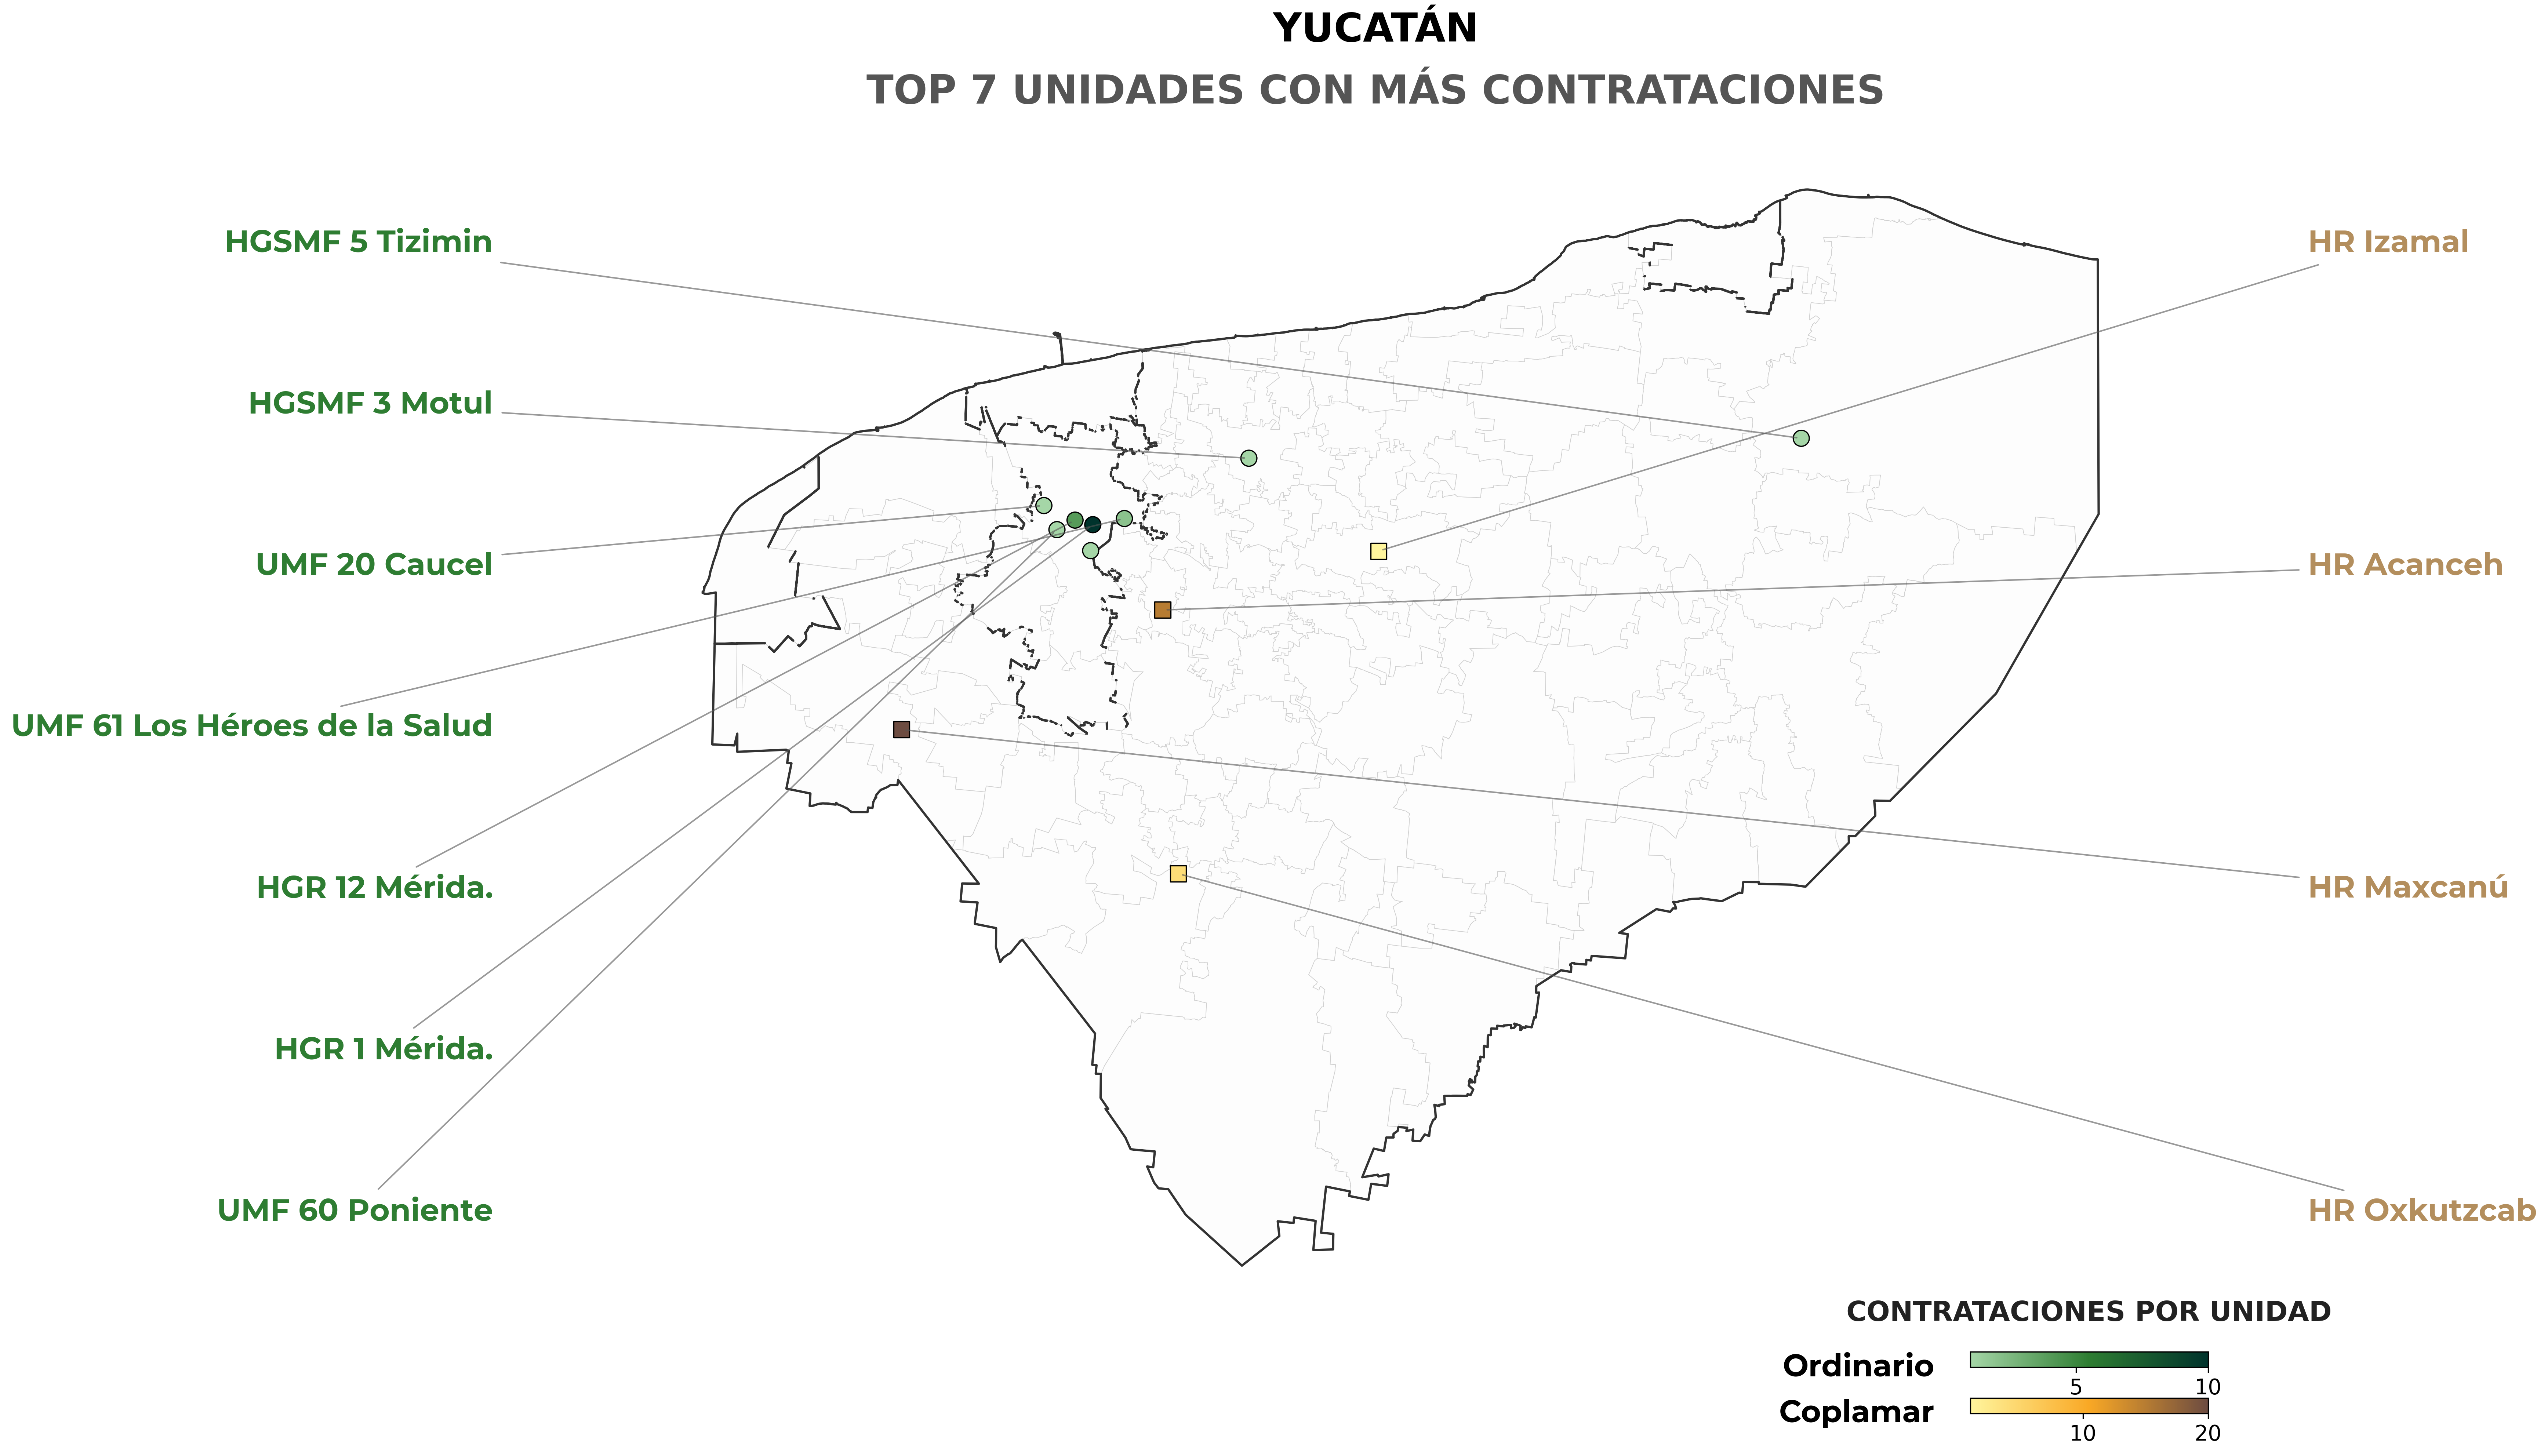 YUCATÁN
TOP 7 UNIDADES CON MÁS CONTRATACIONES
HGSMF 5 Tizimin
HGSMF 3 Motul
UMF 20 Caucel
UMF 61 Los Héroes de la Salud
HGR 12 Mérida.
HGR 1 Mérida.
UMF 60 Poniente
HR Izamal
HR Acanceh
HR Maxcanú
HR Oxkutzcab
CONTRATACIONES POR UNIDAD
Ordinario
5 10
Coplamar
10 20